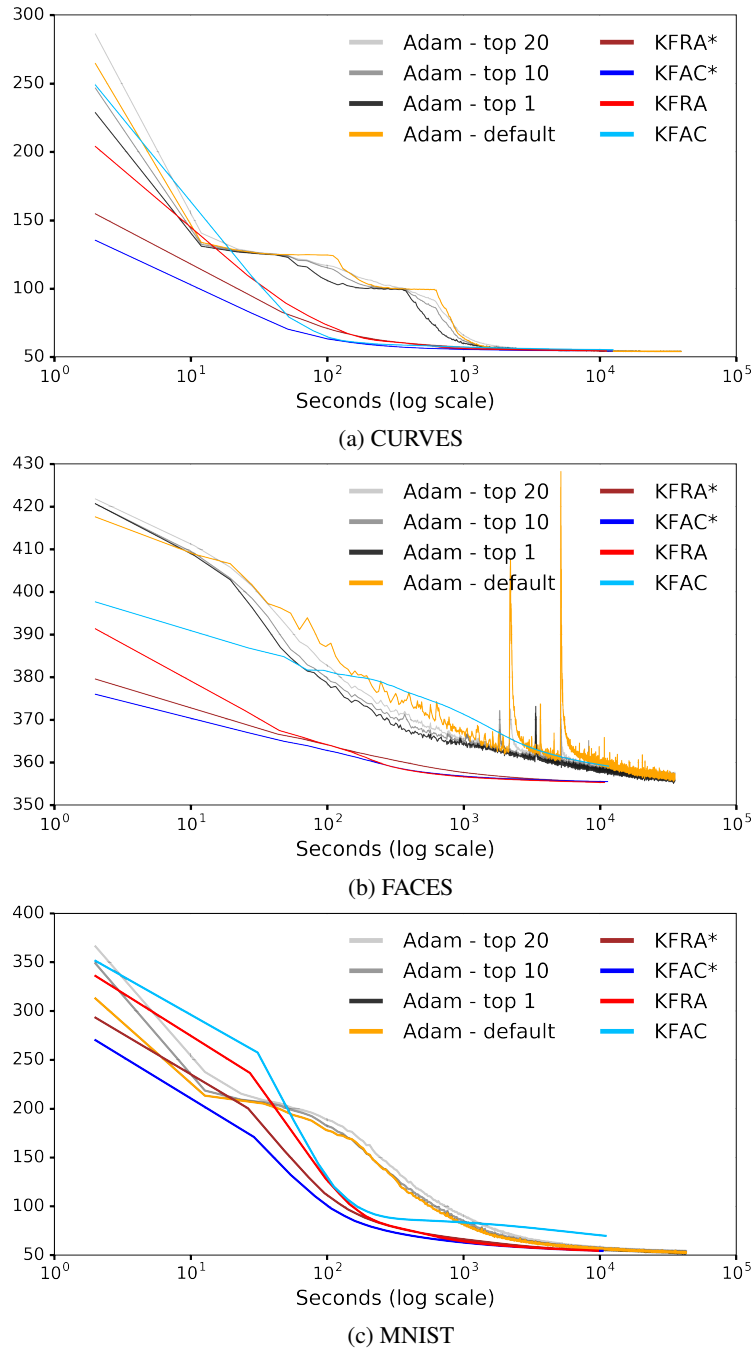 300
250
200
150
100
50
Adam - top 20
Adam - top 10
Adam - top 1
Adam - default
KFRA*
KFAC*
KFRA
KFAC
10^0 10^1 10^2 10^3 10^4 10^5
Seconds (log scale)
(a) CURVES
430
420
410
400
390
380
370
360
350
Adam - top 20
Adam - top 10
Adam - top 1
Adam - default
KFRA*
KFAC*
KFRA
KFAC
10^0 10^1 10^2 10^3 10^4 10^5
Seconds (log scale)
(b) FACES
400
350
300
250
200
150
100
50
Adam - top 20
Adam - top 10
Adam - top 1
Adam - default
KFRA*
KFAC*
KFRA
KFAC
10^0 10^1 10^2 10^3 10^4 10^5
Seconds (log scale)
(c) MNIST